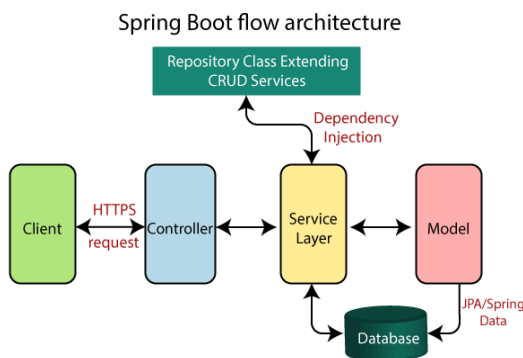 Spring Boot flow architecture
Repository Class Extending
CRUD Services
Dependency
Injection
Client
HTTPS
request
Controller
Service
Layer
Model
JPA/Spring
Data
Database